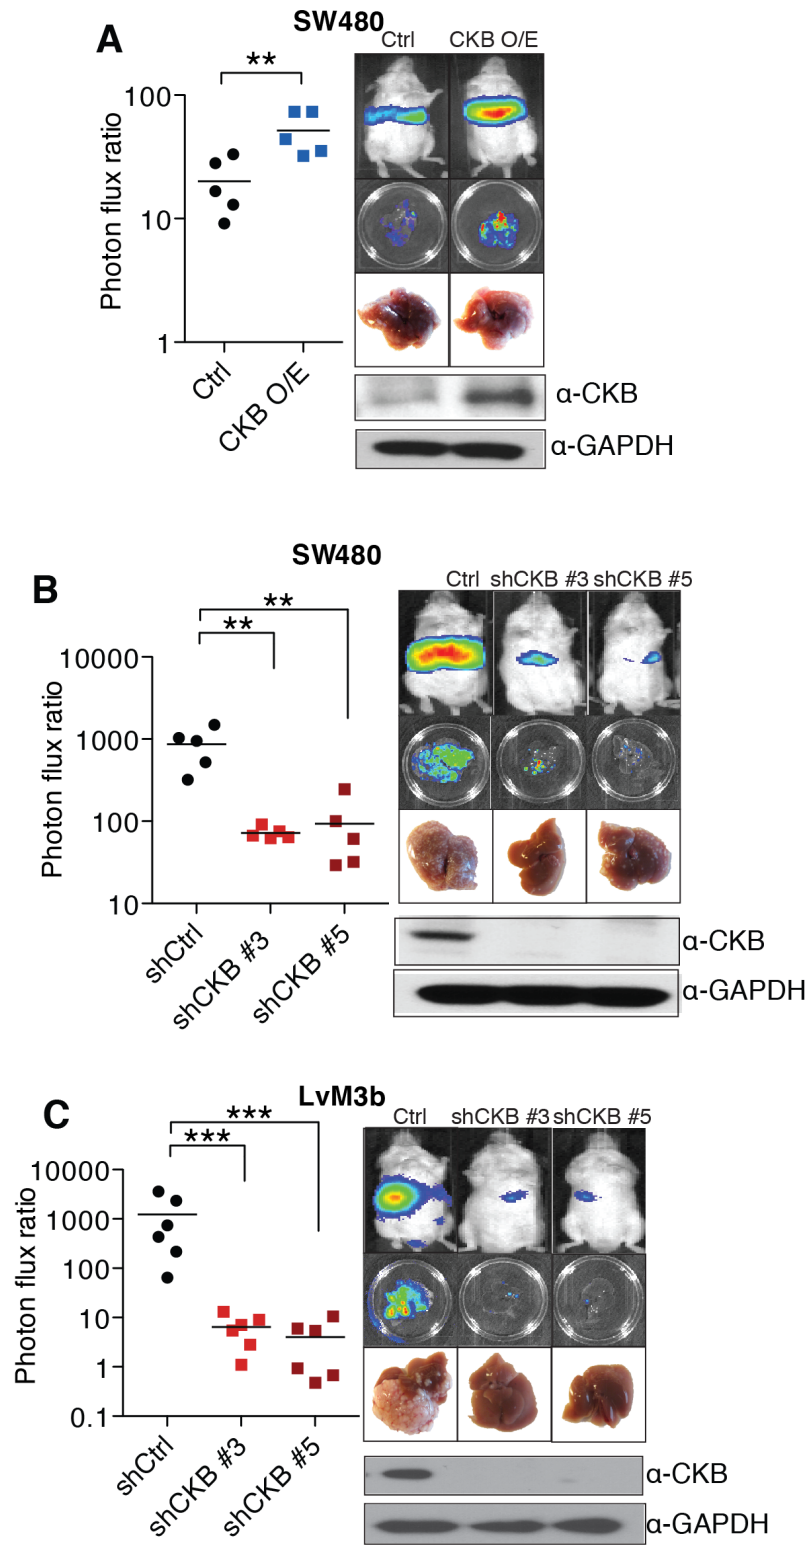 A
SW480
Ctrl CKB O/E
**
Photon flux ratio
100
10
1
Ctrl
CKB O/E
α-CKB
α-GAPDH
B
SW480
Ctrl shCKB #3 shCKB #5
**
**
Photon flux ratio
10000
1000
100
10
shCtrl
shCKB #3
shCKB #5
α-CKB
α-GAPDH
C
LvM3b
Ctrl shCKB #3 shCKB #5
***
***
Photon flux ratio
10000
1000
100
10
1
0.1
shCtrl
shCKB #3
shCKB #5
α-CKB
α-GAPDH